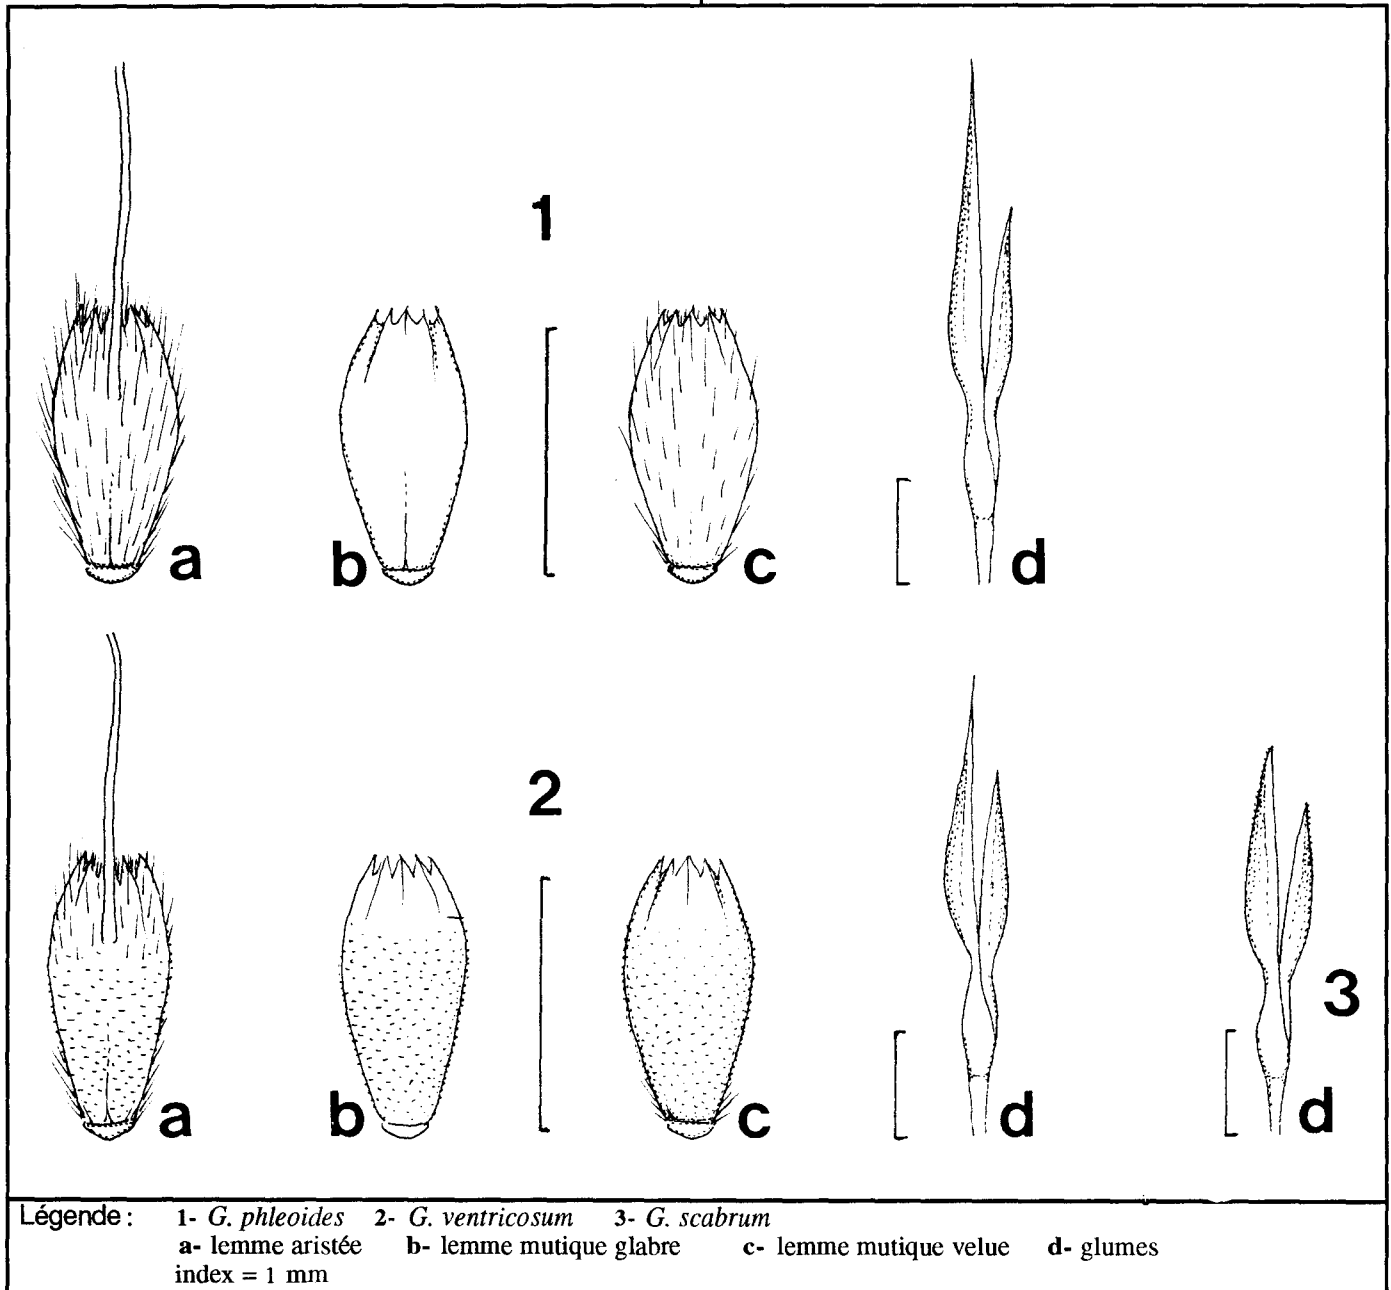 1
a b c d
2
3
a b c d d
Légende : 1- G. phleoides 2- G. ventricosum 3- G. scabrum
a- lemme aristée b- lemme mutique glabre c- lemme mutique velue d- glumes
index = 1 mm